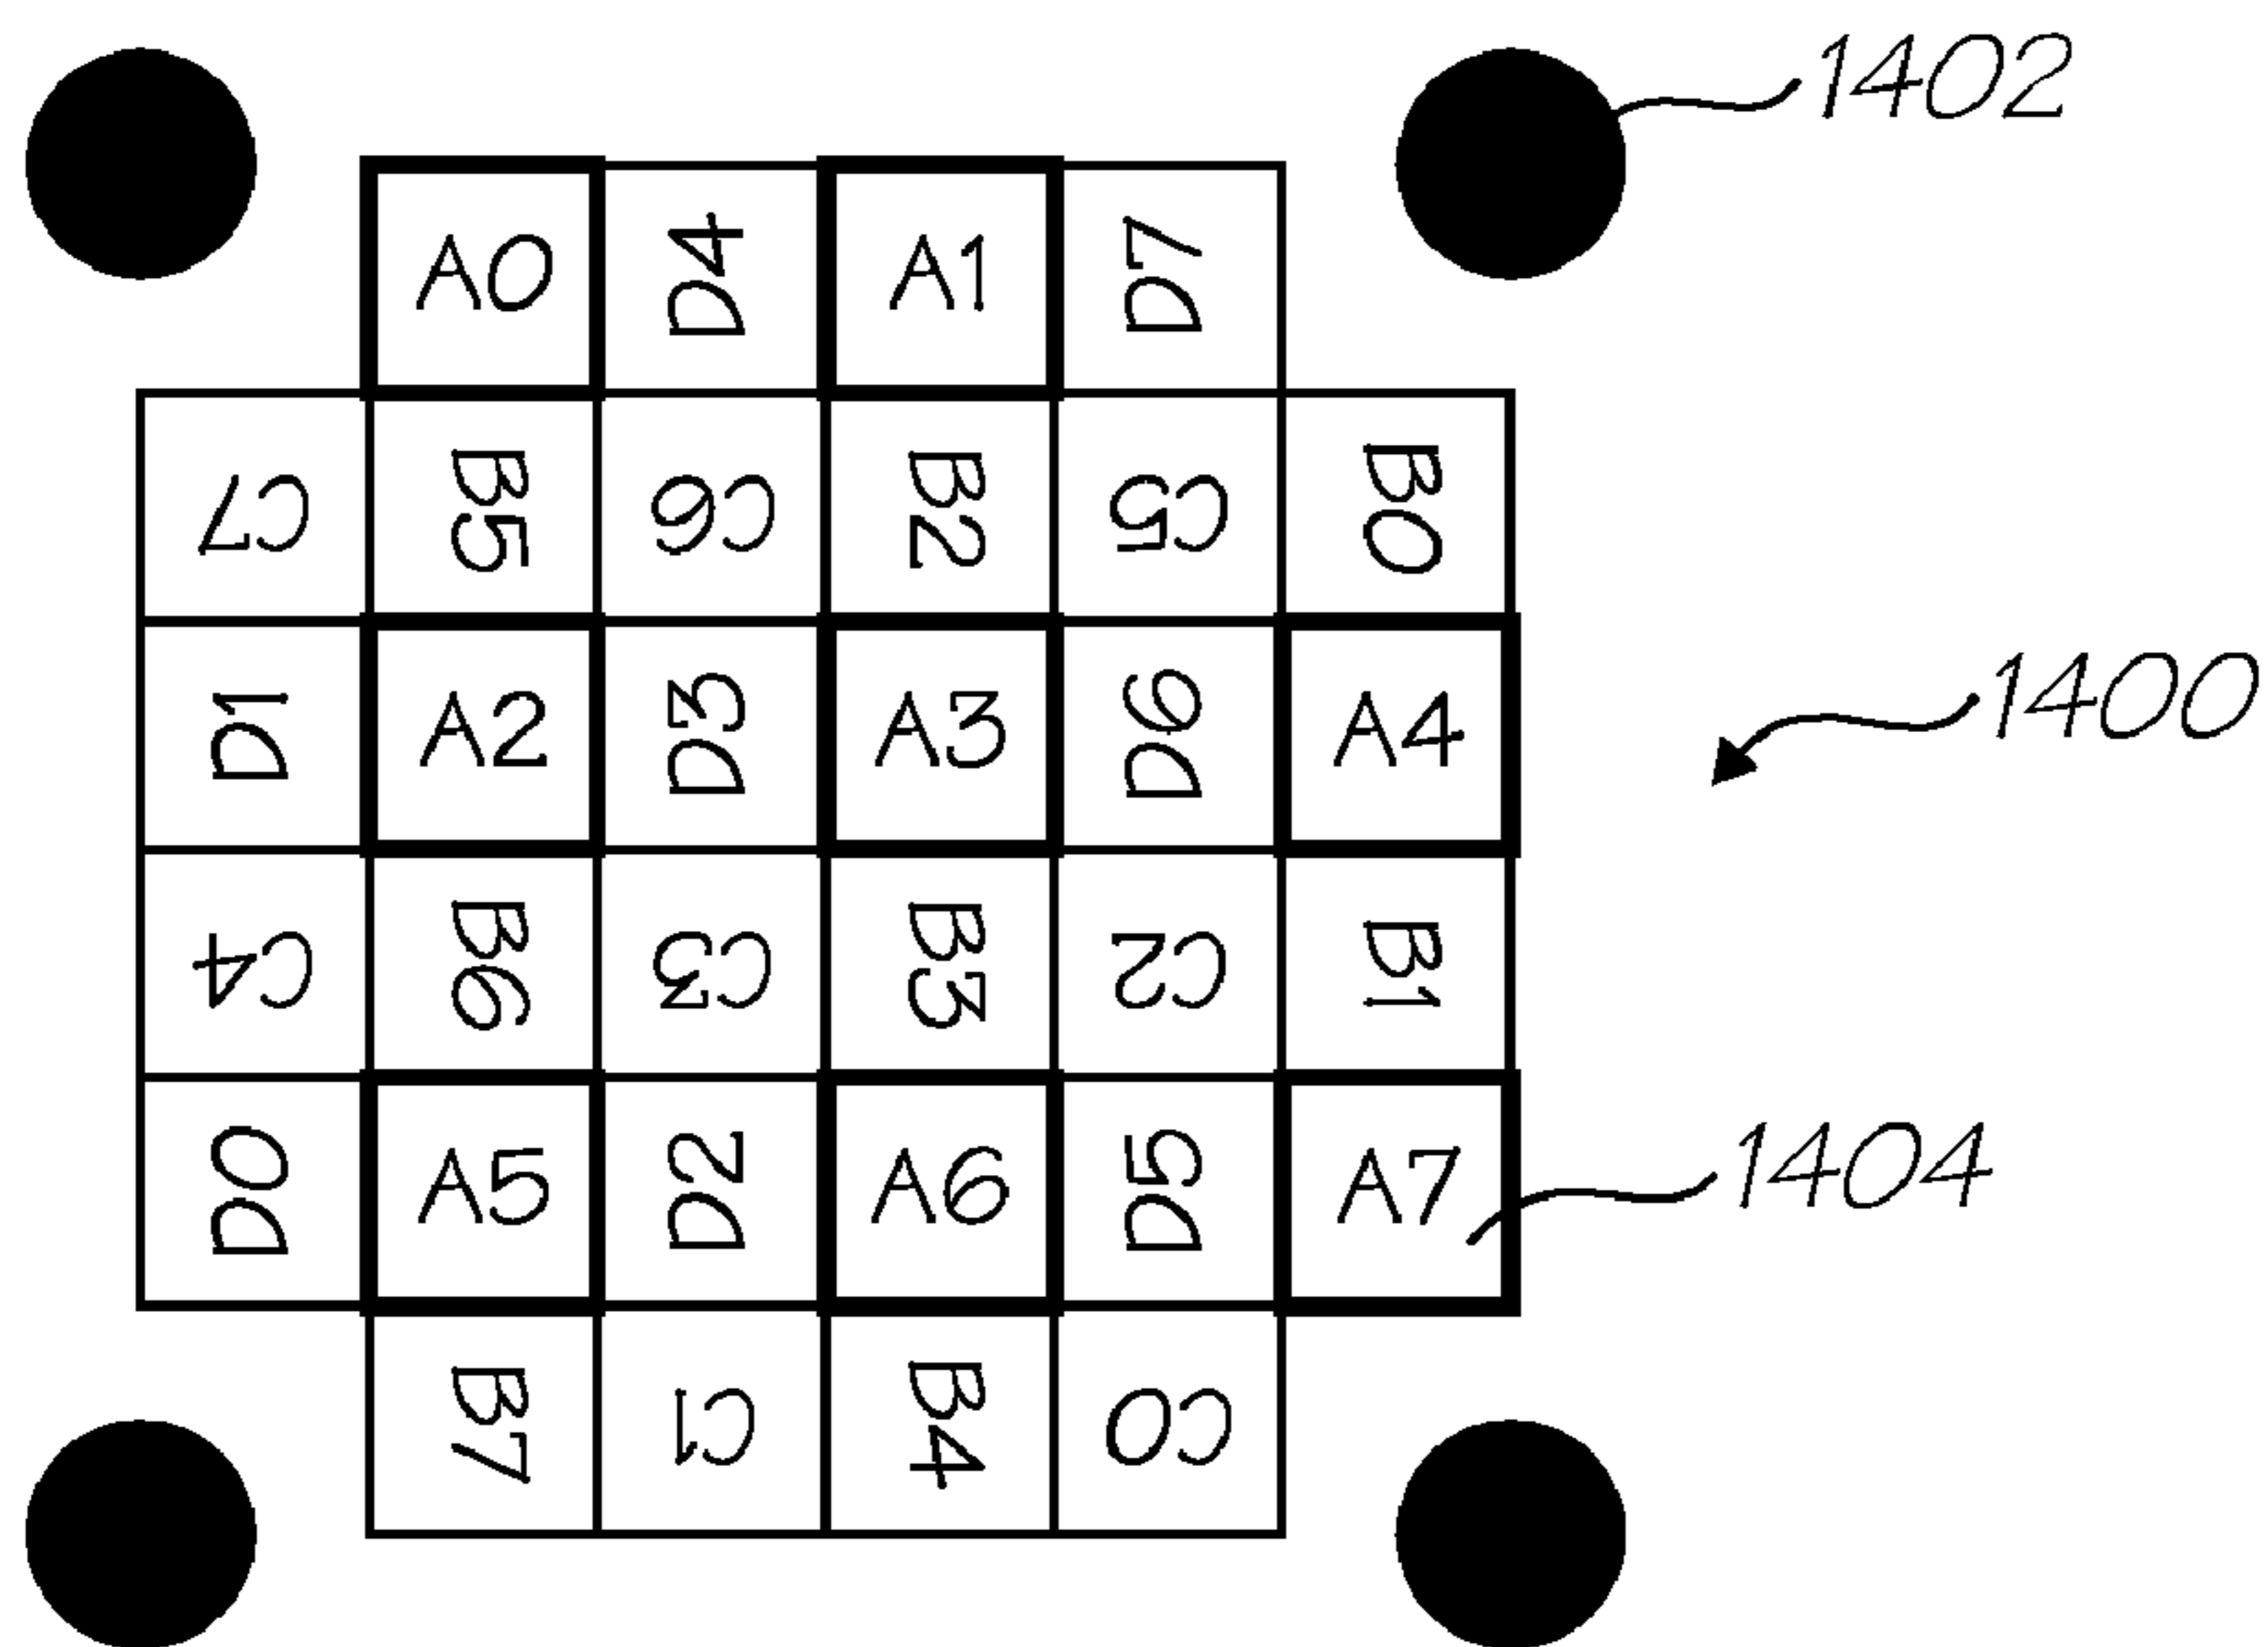 1402
A0 D4 A1 D7
C7 B5 C6 B2 C5 B0
D1 A2 D3 A3 D6 A4
1400
C4 B6 C3 B3 C2 B1
D0 A5 D2 A6 D5 A7
1404
B7 C1 B4 C0